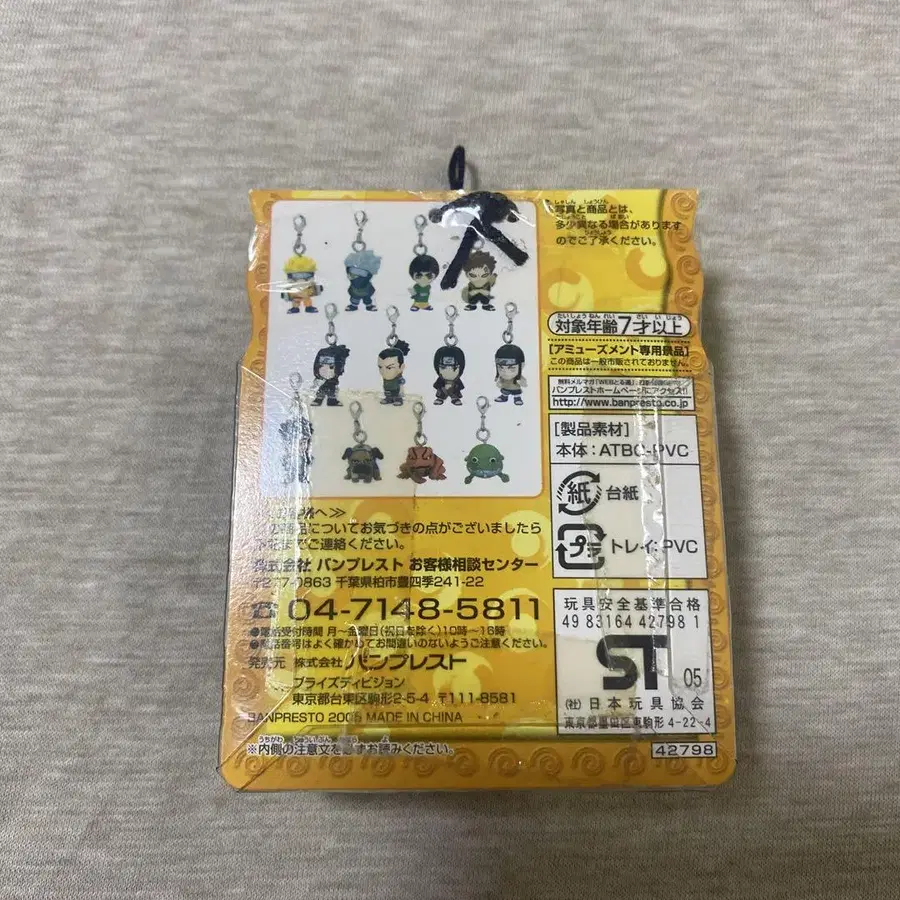 写真と商品とは、
多少異なる場合があります
のでご了承ください。
対象年齢7才以上
[アミューズメント専用景品]
この商品は一般市販されておりません。
バンプレストホームページにアクセス!!
http://www.banpresto.co.jp
[製品素材]
本体:ATBC-PVC
紙 台紙
プラ トレイ:PVC
の商品についてお気づきの点がございましたら
までご連絡ください。
株式会社 バンプレスト お客様相談センター
〒277-0863 千葉県柏市豊四季241-22
☎ 04-7148-5811
●電話受付時間 月~金曜日(祝日を除く)10時~16時
●電話番号はよく確かめてお間違いのないようご注意ください。
発売元 株式会社 バンプレスト
プライズディビジョン
東京都台東区駒形2-5-4 〒111-8581
BANPRESTO 2005 MADE IN CHINA
※内側の注意文を必ずお読みください。
玩具安全基準合格
49 83164 42798 1
ST 05
(社)日本玩具協会
東京都墨田区東駒形4-22-4
42798